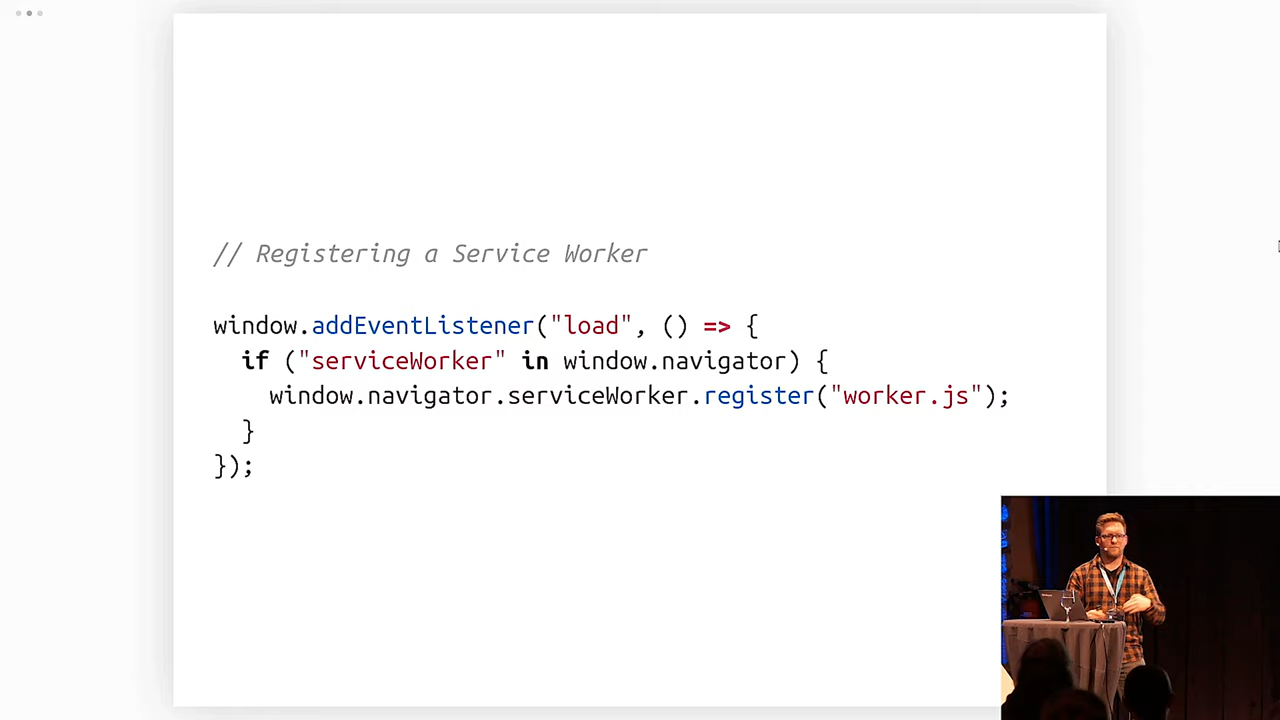 // Registering a Service Worker
window.addEventListener("load", () => {
if ("serviceWorker" in window.navigator) {
window.navigator.serviceWorker.register("worker.js");
}
});